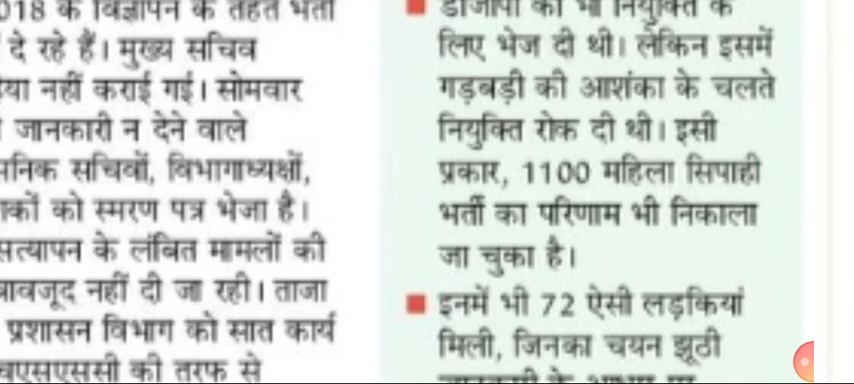 018 के विज्ञापन के तहत भर्ती
दे रहे हैं। मुख्य सचिव
नहीं कराई गई। सोमवार
जानकारी न देने वाले
सचिवों, विभागाध्यक्षों,
को स्मरण पत्र भेजा है।
सत्यापन के लंबित मामलों की
बावजूद नहीं दी जा रही। ताजा
प्रशासन विभाग को सात कार्य
की तरफ से
डीजीपी को भी नियुक्ति के
लिए भेज दी थी। लेकिन इसमें
गड़बड़ी की आशंका के चलते
नियुक्ति रोक दी थी। इसी
प्रकार, 1100 महिला सिपाही
भर्ती का परिणाम भी निकाला
जा चुका है।
इनमें भी 72 ऐसी लड़कियां
मिली, जिनका चयन झूठी